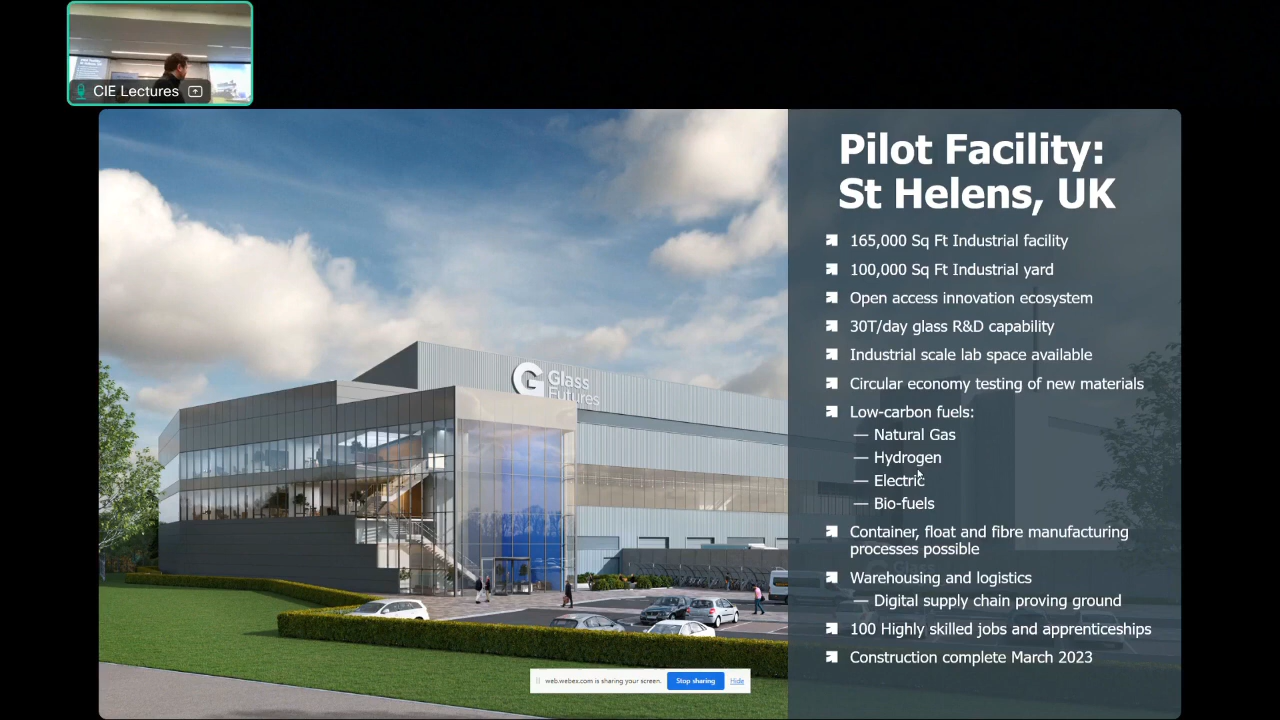 CIE Lectures
Pilot Facility:
St Helens, UK
165,000 Sq Ft Industrial facility
100,000 Sq Ft Industrial yard
Open access innovation ecosystem
30T/day glass R&D capability
Industrial scale lab space available
Circular economy testing of new materials
Low-carbon fuels:
— Natural Gas
— Hydrogen
— Electric
— Bio-fuels
Container, float and fibre manufacturing
processes possible
Warehousing and logistics
— Digital supply chain proving ground
100 Highly skilled jobs and apprenticeships
Construction complete March 2023
G Glass
Futures
web.webex.com is sharing your screen.
Stop sharing
Hide